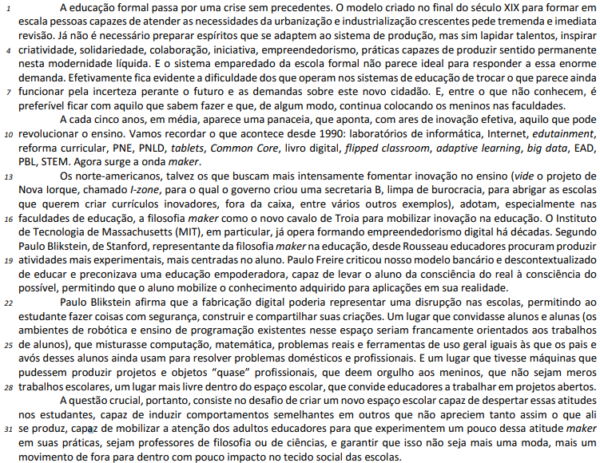 1 A educação formal passa por uma crise sem precedentes. O modelo criado no final do século XIX para formar em
escala pessoas capazes de atender as necessidades da urbanização e industrialização crescentes pede tremenda e imediata
revisão. Já não é necessário preparar espíritos que se adaptem ao sistema de produção, mas sim lapidar talentos, inspirar
4 criatividade, solidariedade, colaboração, iniciativa, empreendedorismo, práticas capazes de produzir sentido permanente
nesta modernidade líquida. E o sistema emparedado da escola formal não parece ideal para responder a essa enorme
demanda. Efetivamente fica evidente a dificuldade dos que operam nos sistemas de educação de trocar o que parece ainda
7 funcionar pela incerteza perante o futuro e as demandas sobre este novo cidadão. E, entre o que não conhecem, é
preferível ficar com aquilo que sabem fazer e que, de algum modo, continua colocando os meninos nas faculdades.
A cada cinco anos, em média, aparece uma panaceia, que aponta, com ares de inovação efetiva, aquilo que pode
10 revolucionar o ensino. Vamos recordar o que acontece desde 1990: laboratórios de informática, Internet, edutainment,
reforma curricular, PNE, PNLD, tablets, Common Core, livro digital, flipped classroom, adaptive learning, big data, EAD,
PBL, STEM. Agora surge a onda maker.
13 Os norte-americanos, talvez os que buscam mais intensamente fomentar inovação no ensino (vide o projeto de
Nova Iorque, chamado I-zone, para o qual o governo criou uma secretaria B, limpa de burocracia, para abrigar as escolas
que querem criar currículos inovadores, fora da caixa, entre vários outros exemplos), adotam, especialmente nas
16 faculdades de educação, a filosofia maker como o novo cavalo de Troia para mobilizar inovação na educação. O Instituto
de Tecnologia de Massachusetts (MIT), em particular, já opera formando empreendedorismo digital há décadas. Segundo
Paulo Blikstein, de Stanford, representante da filosofia maker na educação, desde Rousseau educadores procuram produzir
19 atividades mais experimentais, mais centradas no aluno. Paulo Freire criticou nosso modelo bancário e descontextualizado
de educar e preconizava uma educação empoderadora, capaz de levar o aluno da consciência do real à consciência do
possível, permitindo que o aluno mobilize o conhecimento adquirido para aplicações em sua realidade.
22 Paulo Blikstein afirma que a fabricação digital poderia representar uma disrupção nas escolas, permitindo ao
estudante fazer coisas com segurança, construir e compartilhar suas criações. Um lugar que convidasse alunos e alunas (os
ambientes de robótica e ensino de programação existentes nesse espaço seriam francamente orientados aos trabalhos
25 de alunos), que misturasse computação, matemática, problemas reais e ferramentas de uso geral iguais às que os pais e
avós desses alunos ainda usam para resolver problemas domésticos e profissionais. E um lugar que tivesse máquinas que
pudessem produzir projetos e objetos “quase” profissionais, que deem orgulho aos meninos, que não sejam meros
28 trabalhos escolares, um lugar mais livre dentro do espaço escolar, que convide educadores a trabalhar em projetos abertos.
A questão crucial, portanto, consiste no desafio de criar um novo espaço escolar capaz de despertar essas atitudes
nos estudantes, capaz de induzir comportamentos semelhantes em outros que não apreciem tanto assim o que ali
31 se produz, capaz de mobilizar a atenção dos adultos educadores para que experimentem um pouco dessa atitude maker
em suas práticas, sejam professores de filosofia ou de ciências, e garantir que isso não seja mais uma moda, mais um
movimento de fora para dentro com pouco impacto no tecido social das escolas.